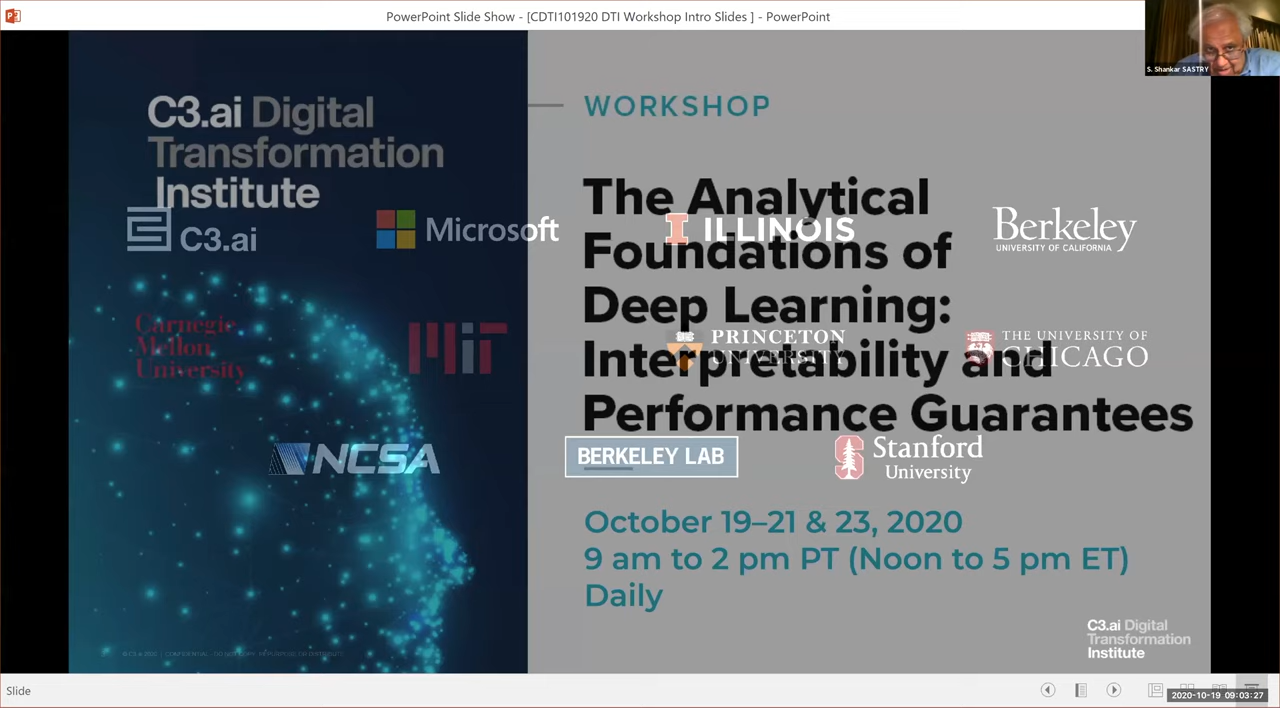 PowerPoint Slide Show - [CDTI101920 DTI Workshop Intro Slides ] - PowerPoint
S. Shankar SASTRY
C3.ai Digital
Transformation
Institute
WORKSHOP
The Analytical
Foundations of
Deep Learning:
Interpretability and
Performance Guarantees
C3.ai
Microsoft
ILLINOIS
Berkeley
UNIVERSITY OF CALIFORNIA
Carnegie
Mellon
University
MIT
PRINCETON
UNIVERSITY
THE UNIVERSITY OF
CHICAGO
NCSA
BERKELEY LAB
Stanford
University
October 19–21 & 23, 2020
9 am to 2 pm PT (Noon to 5 pm ET)
Daily
C3.ai Digital
Transformation
Institute
Slide
2020-10-19 09:03:27